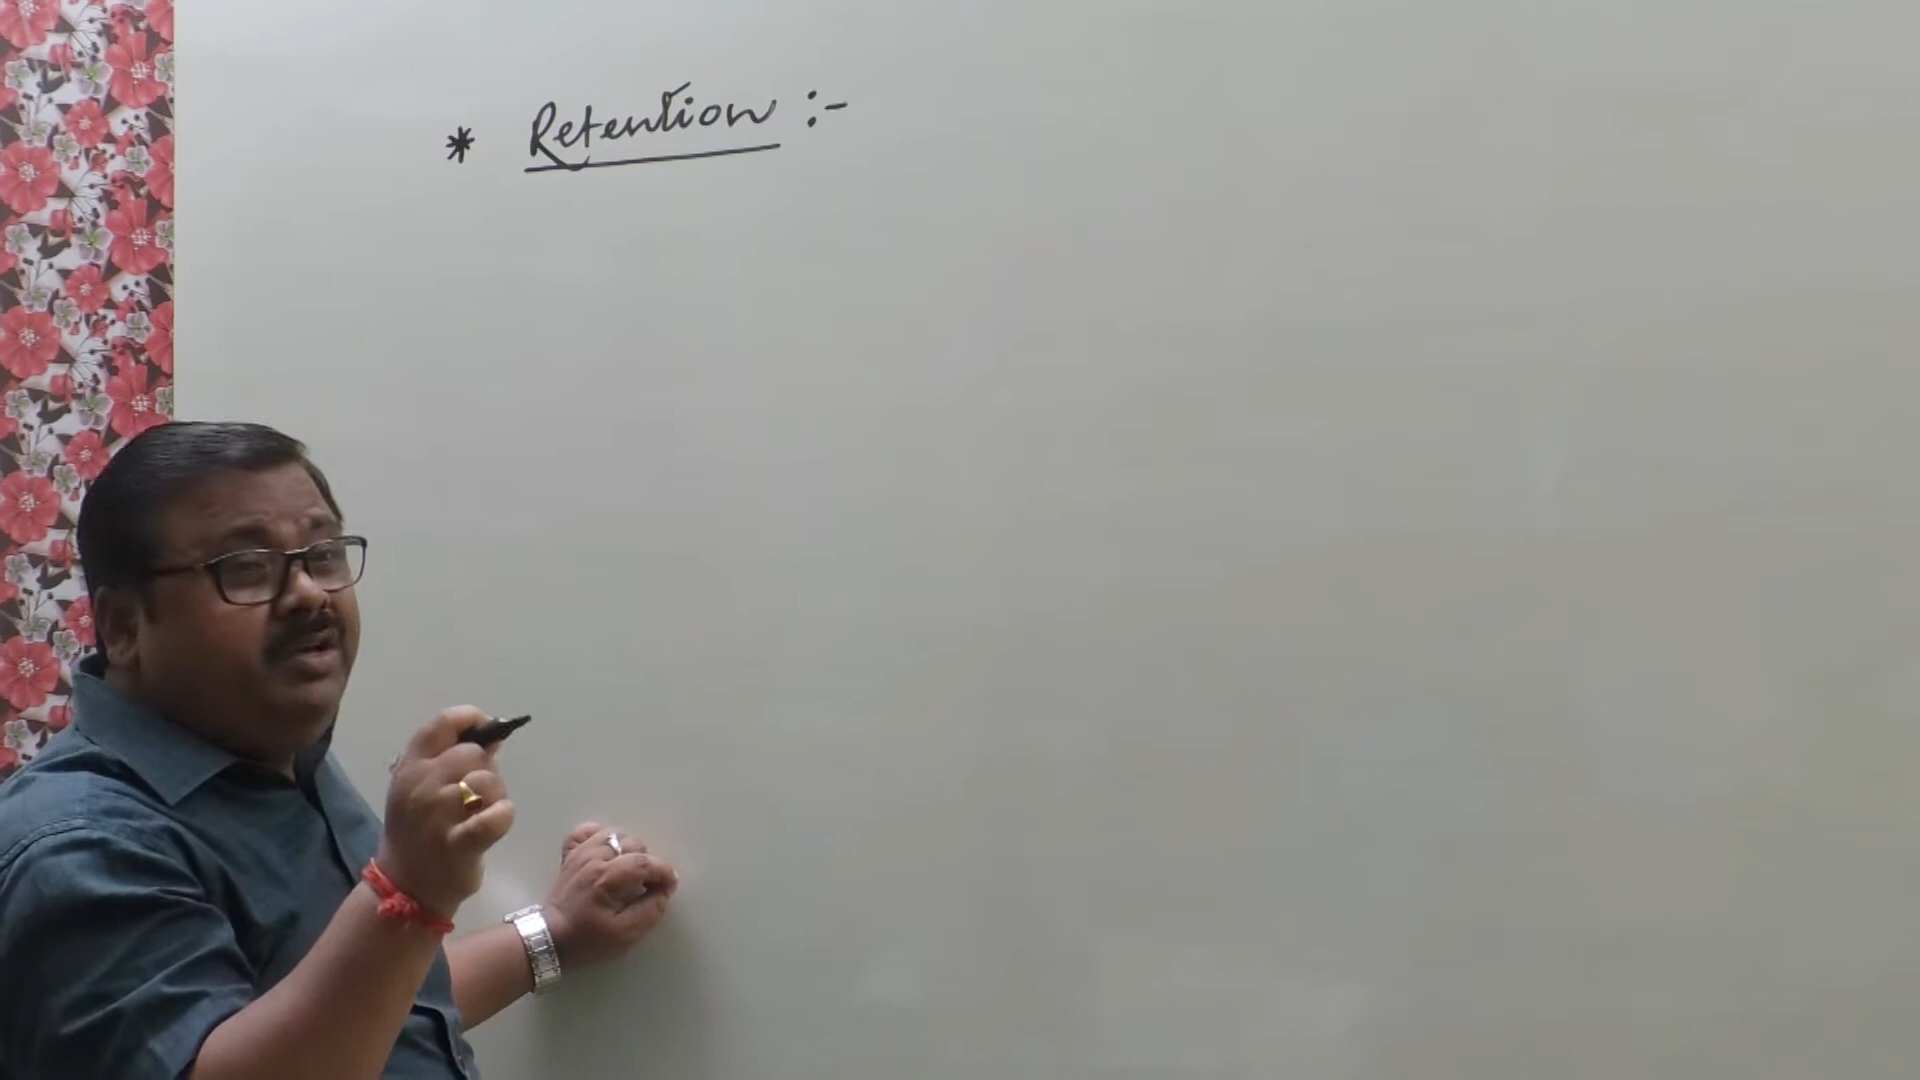 * Retention :-